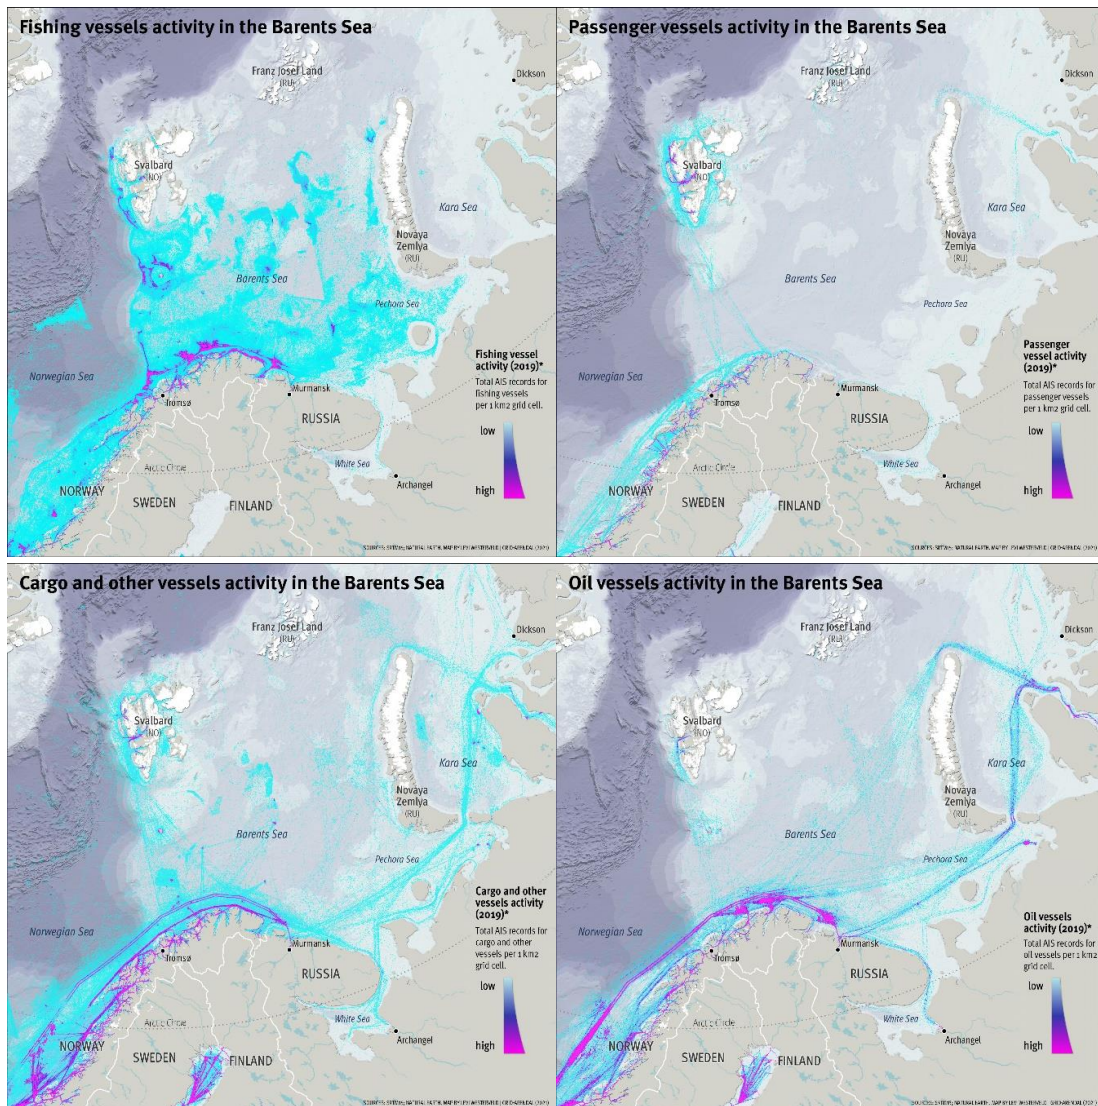 Fishing vessels activity in the Barents Sea
Franz Josef Land
(RU)
Dickson
Svalbard
(NO)
Kara Sea
Novaya
Zemlya
(RU)
Barents Sea
Pechora Sea
Norwegian Sea
Fishing vessel
activity (2019)*
Total AIS records for
fishing vessels
per 1 km2 grid cell.
low
high
Tromsø
Murmansk
RUSSIA
Arctic Circle
White Sea
Archangel
NORWAY
SWEDEN
FINLAND
Passenger vessels activity in the Barents Sea
Franz Josef Land
(RU)
Dickson
Svalbard
(NO)
Kara Sea
Novaya
Zemlya
(RU)
Barents Sea
Pechora Sea
Norwegian Sea
Passenger
vessel activity
(2019)*
Total AIS records for
passenger vessels
per 1 km2 grid cell.
low
high
Tromsø
Murmansk
RUSSIA
Arctic Circle
White Sea
Archangel
NORWAY
SWEDEN
FINLAND
Cargo and other vessels activity in the Barents Sea
Franz Josef Land
(RU)
Dickson
Svalbard
(NO)
Kara Sea
Novaya
Zemlya
(RU)
Barents Sea
Pechora Sea
Norwegian Sea
Cargo and other
vessels activity
(2019)*
Total AIS records for
cargo and other
vessels per 1 km2
grid cell.
low
high
Tromsø
Murmansk
RUSSIA
Arctic Circle
White Sea
Archangel
NORWAY
SWEDEN
FINLAND
Oil vessels activity in the Barents Sea
Franz Josef Land
(RU)
Dickson
Svalbard
(NO)
Kara Sea
Novaya
Zemlya
(RU)
Barents Sea
Pechora Sea
Norwegian Sea
Oil vessels
activity (2019)*
Total AIS records for
oil vessels per 1 km2
grid cell.
low
high
Tromsø
Murmansk
RUSSIA
Arctic Circle
White Sea
Archangel
NORWAY
SWEDEN
FINLAND